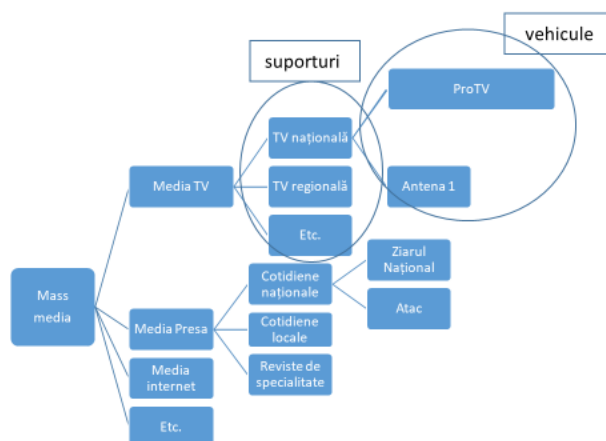 vehicule
suporturi
ProTV
TV națională
Media TV
TV regională
Antena 1
Etc.
Ziarul
Național
Cotidiene
naționale
Mass
media
Atac
Media Presa
Cotidiene
locale
Media
internet
Reviste de
specialitate
Etc.